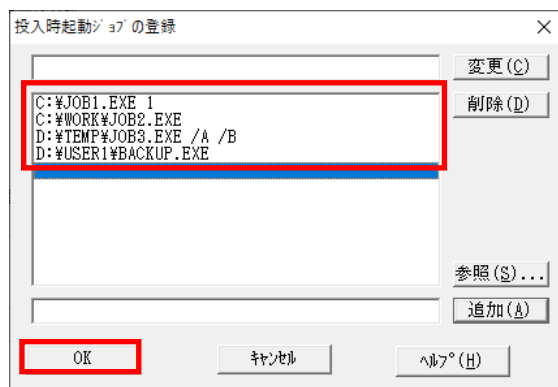 投入時起動ｼﾞｮﾌﾞの登録
変更(C)
C:¥JOB1.EXE 1
C:¥WORK¥JOB2.EXE
D:¥TEMP¥JOB3.EXE /A /B
D:¥USER1¥BACKUP.EXE
削除(D)
参照(S)...
追加(A)
OK
ｷｬﾝｾﾙ
ﾍﾙﾌﾟ(H)